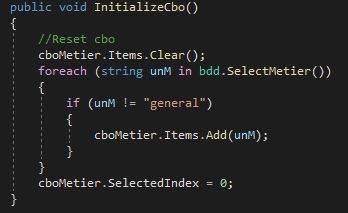 public void InitializeCbo()
{
//Reset cbo
cboMetier.Items.Clear();
foreach (string unM in bdd.SelectMetier())
{
if (unM != "general")
{
cboMetier.Items.Add(unM);
}
}
cboMetier.SelectedIndex = 0;
}